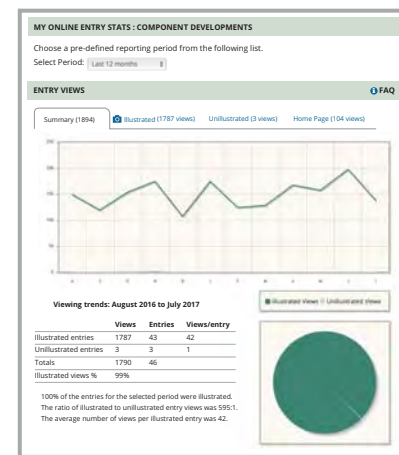 MY ONLINE ENTRY STATS : COMPONENT DEVELOPMENTS
Choose a pre-defined reporting period from the following list.
Select Period: Last 12 months
ENTRY VIEWS
FAQ
Summary (1894) Illustrated (1787 views) Unillustrated (3 views) Home Page (104 views)
Viewing trends: August 2016 to July 2017
Illustrated Views Unillustrated Views
Views Entries Views/entry
Illustrated entries 1787 43 42
Unillustrated entries 3 3 1
Totals 1790 46
Illustrated views % 99%
100% of the entries for the selected period were illustrated.
The ratio of illustrated to unillustrated entry views was 595:1.
The average number of views per illustrated entry was 42.